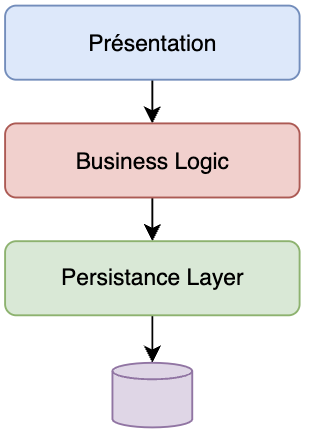 Présentation
Business Logic
Persistance Layer